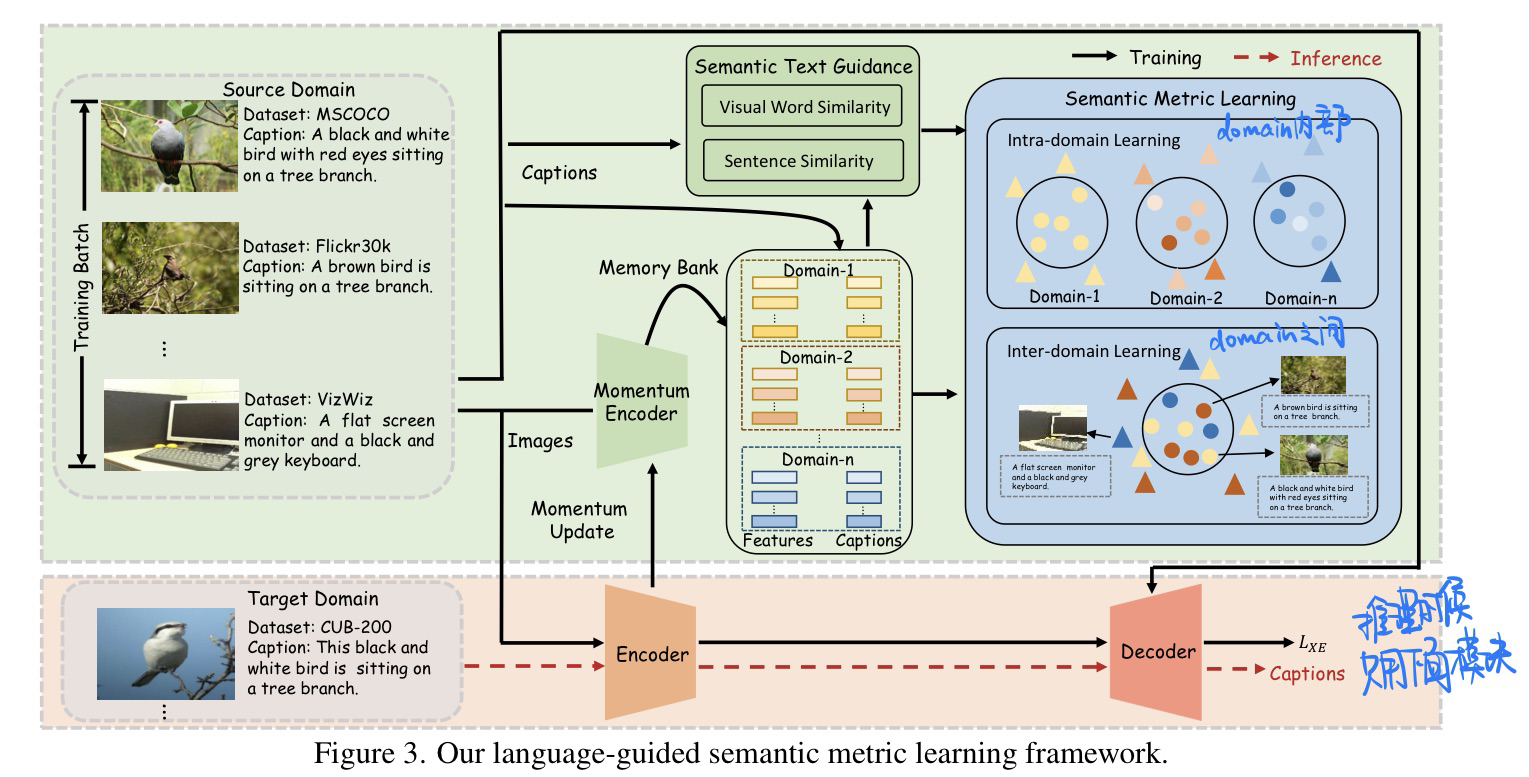 Source Domain
Training Batch
Dataset: MSCOCO
Caption: A black and white
bird with red eyes sitting
on a tree branch.
Dataset: Flickr30k
Caption: A brown bird is
sitting on a tree branch.
Dataset: VizWiz
Caption: A flat screen
monitor and a black and
grey keyboard.
Captions
Images
Semantic Text Guidance
Visual Word Similarity
Sentence Similarity
Memory Bank
Momentum
Encoder
Momentum
Update
Domain-1
Domain-2
Domain-n
Features
Captions
Training
Inference
Semantic Metric Learning
domain内部
Intra-domain Learning
Domain-1
Domain-2
Domain-n
domain之间
Inter-domain Learning
A flat screen monitor
and a black and grey
keyboard.
A brown bird is sitting
on a tree branch.
A black and white bird
with red eyes sitting
on a tree branch.
Target Domain
Dataset: CUB-200
Caption: This black and
white bird is sitting on
a tree branch.
Encoder
Decoder
L_XE
Captions
推理时候
只用下面模块
Figure 3. Our language-guided semantic metric learning framework.